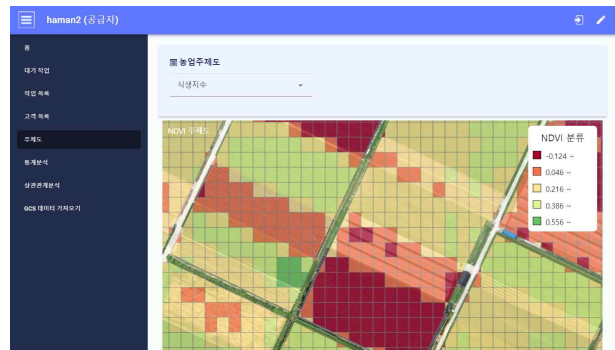 haman2 (공급자)
홈
대기 작업
작업 목록
고객 목록
주제도
통계분석
상관관계분석
GCS 데이터 가져오기
농업주제도
식생지수
NDVI 주제도
NDVI 분류
-0.124 ~
0.046 ~
0.216 ~
0.386 ~
0.556 ~